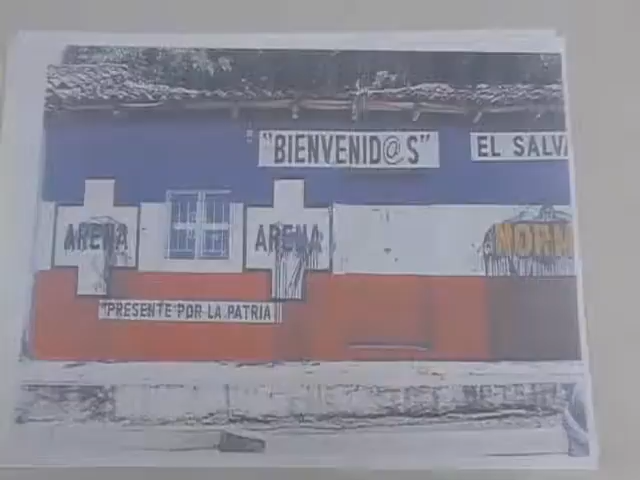 "BIENVENID@S"
EL SALVA
ARENA
ARENA
NORM
"PRESENTE POR LA PATRIA